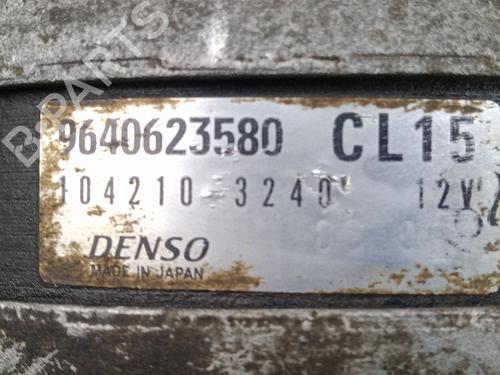 B-PARTS
9640623580 CL15
104210-3240 12V
DENSO
MADE IN JAPAN